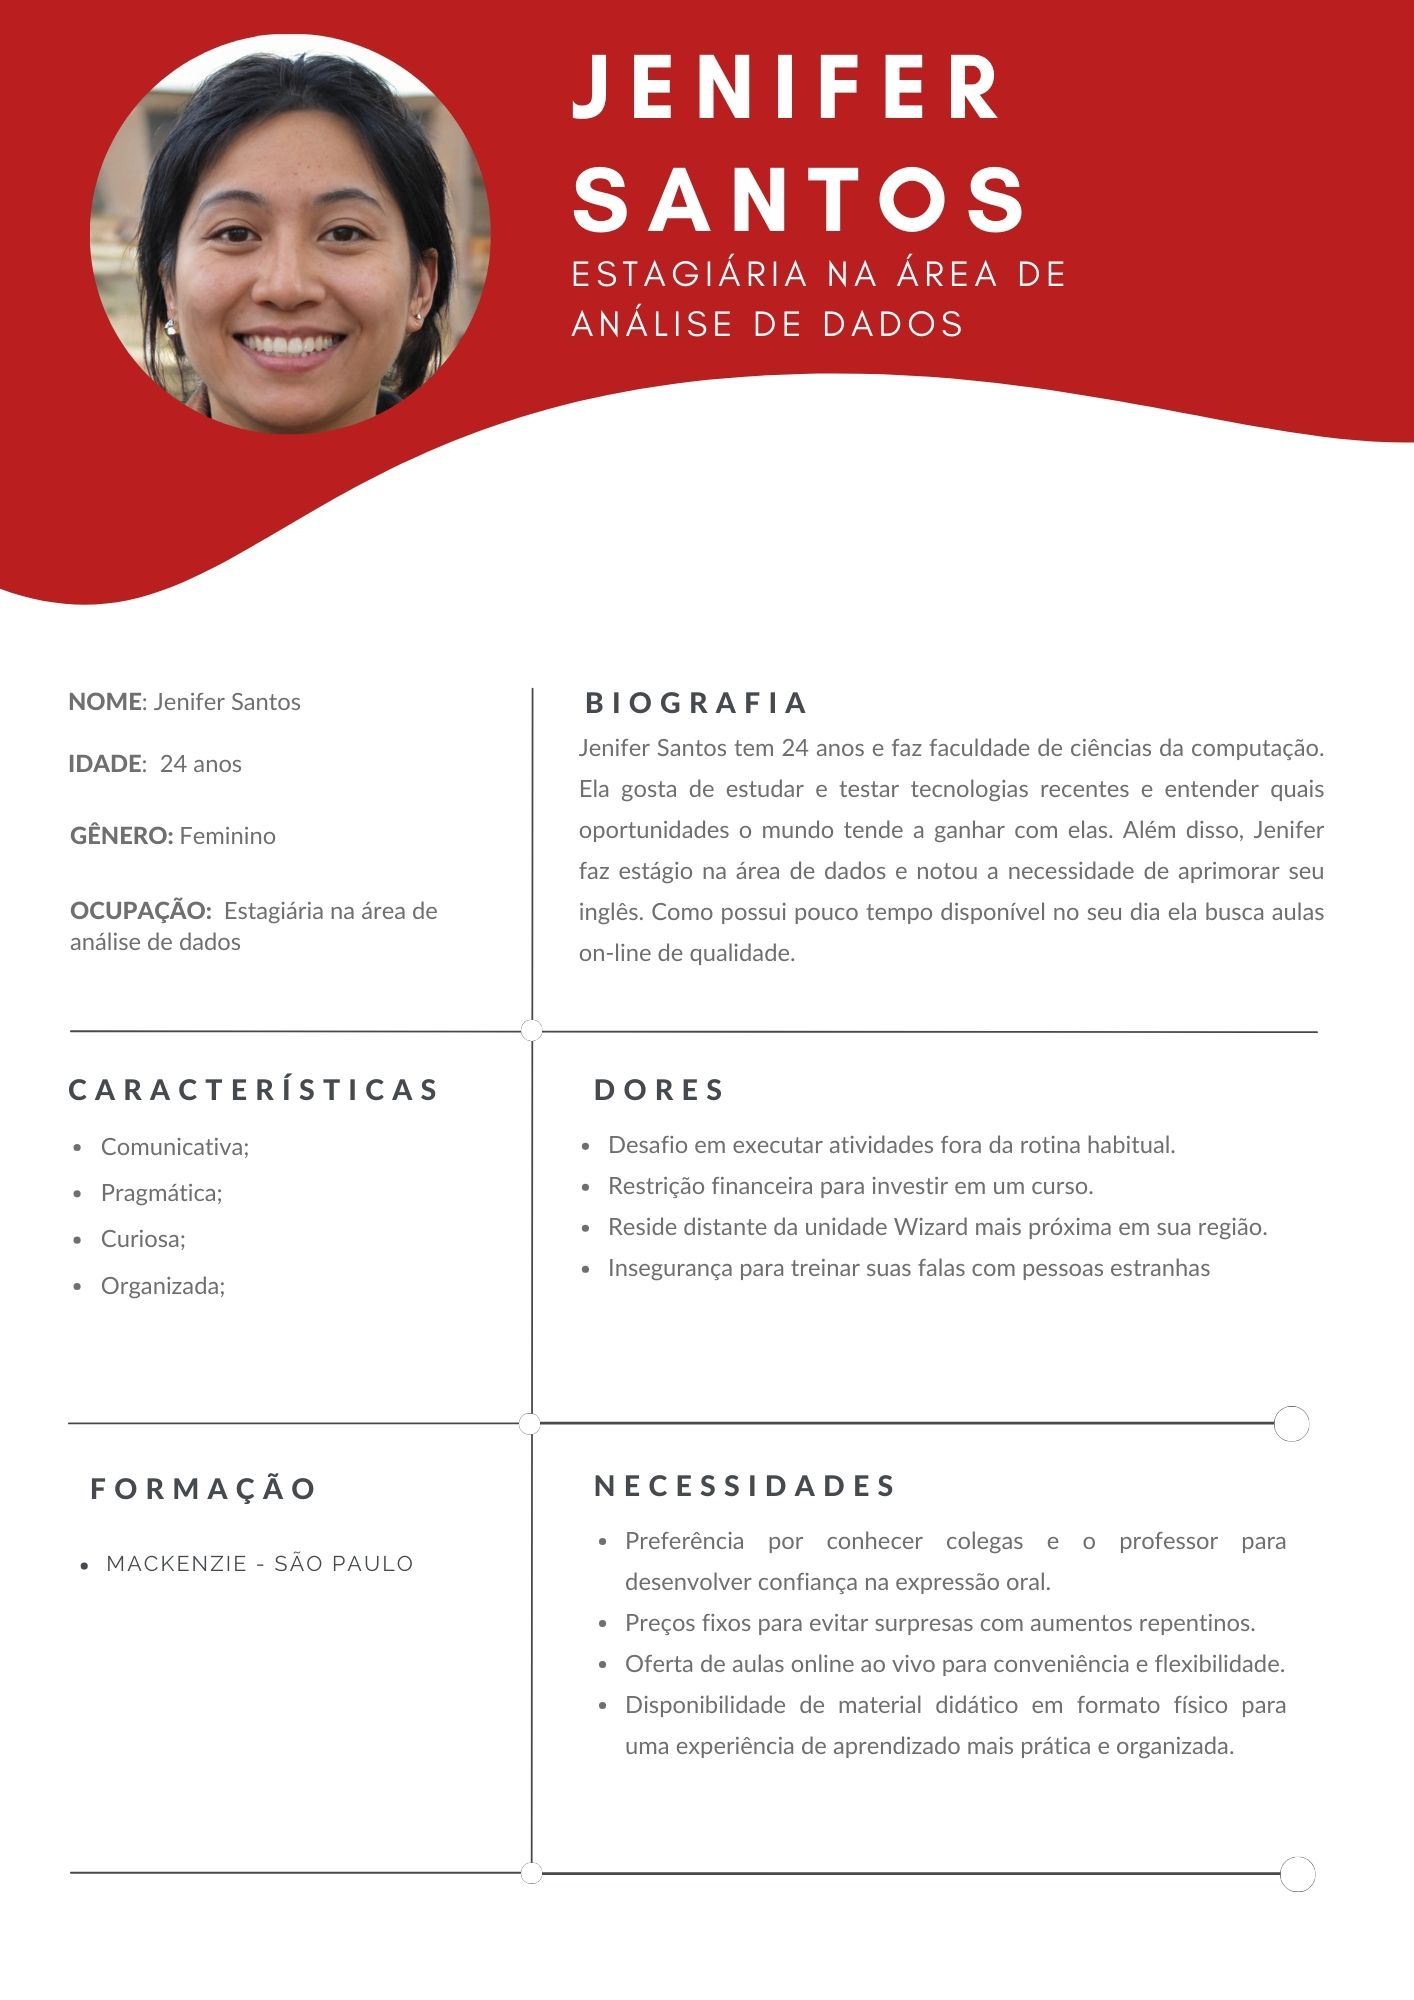 JENIFER
SANTOS
ESTAGIÁRIA NA ÁREA DE
ANÁLISE DE DADOS
NOME: Jenifer Santos
IDADE: 24 anos
GÊNERO: Feminino
OCUPAÇÃO: Estagiária na área de
análise de dados
BIOGRAFIA
Jenifer Santos tem 24 anos e faz faculdade de ciências da computação.
Ela gosta de estudar e testar tecnologias recentes e entender quais
oportunidades o mundo tende a ganhar com elas. Além disso, Jenifer
faz estágio na área de dados e notou a necessidade de aprimorar seu
inglês. Como possui pouco tempo disponível no seu dia ela busca aulas
on-line de qualidade.
CARACTERÍSTICAS
• Comunicativa;
• Pragmática;
• Curiosa;
• Organizada;
DORES
• Desafio em executar atividades fora da rotina habitual.
• Restrição financeira para investir em um curso.
• Reside distante da unidade Wizard mais próxima em sua região.
• Insegurança para treinar suas falas com pessoas estranhas
FORMAÇÃO
• MACKENZIE - SÃO PAULO
NECESSIDADES
• Preferência por conhecer colegas e o professor para
desenvolver confiança na expressão oral.
• Preços fixos para evitar surpresas com aumentos repentinos.
• Oferta de aulas online ao vivo para conveniência e flexibilidade.
• Disponibilidade de material didático em formato físico para
uma experiência de aprendizado mais prática e organizada.